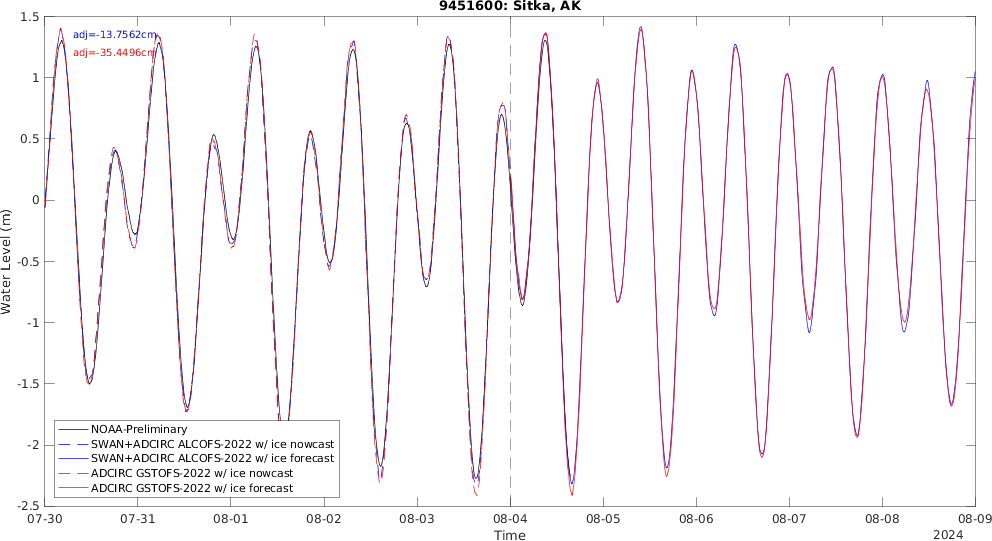 9451600: Sitka, AK
adj=-13.7562cm
adj=-35.4496cm
Water Level (m)
1.5
1
0.5
0
-0.5
-1
-1.5
-2
-2.5
NOAA-Preliminary
SWAN+ADCIRC ALCOFS-2022 w/ ice nowcast
SWAN+ADCIRC ALCOFS-2022 w/ ice forecast
ADCIRC GSTOFS-2022 w/ ice nowcast
ADCIRC GSTOFS-2022 w/ ice forecast
07-30 07-31 08-01 08-02 08-03 08-04 08-05 08-06 08-07 08-08 08-09
Time
2024